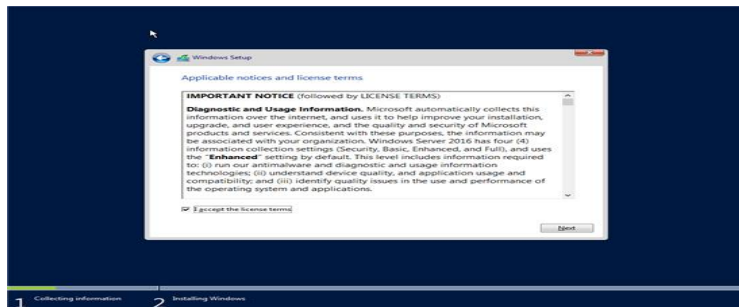 Windows Setup
Applicable notices and license terms
IMPORTANT NOTICE (followed by LICENSE TERMS)
Diagnostic and Usage Information. Microsoft automatically collects this
information over the internet, and uses it to help improve your installation,
upgrade, and user experience, and the quality and security of Microsoft
products and services. Consistent with these purposes, the information may
be associated with your organization. Windows Server 2016 has four (4)
information collection settings (Security, Basic, Enhanced, and Full), and uses
the "Enhanced" setting by default. This level includes information required
to: (i) run our antimalware and diagnostic and usage information
technologies; (ii) understand device quality, and application usage and
compatibility; and (iii) identify quality issues in the use and performance of
the operating system and applications.
I accept the license terms
Next
1 Collecting information 2 Installing Windows